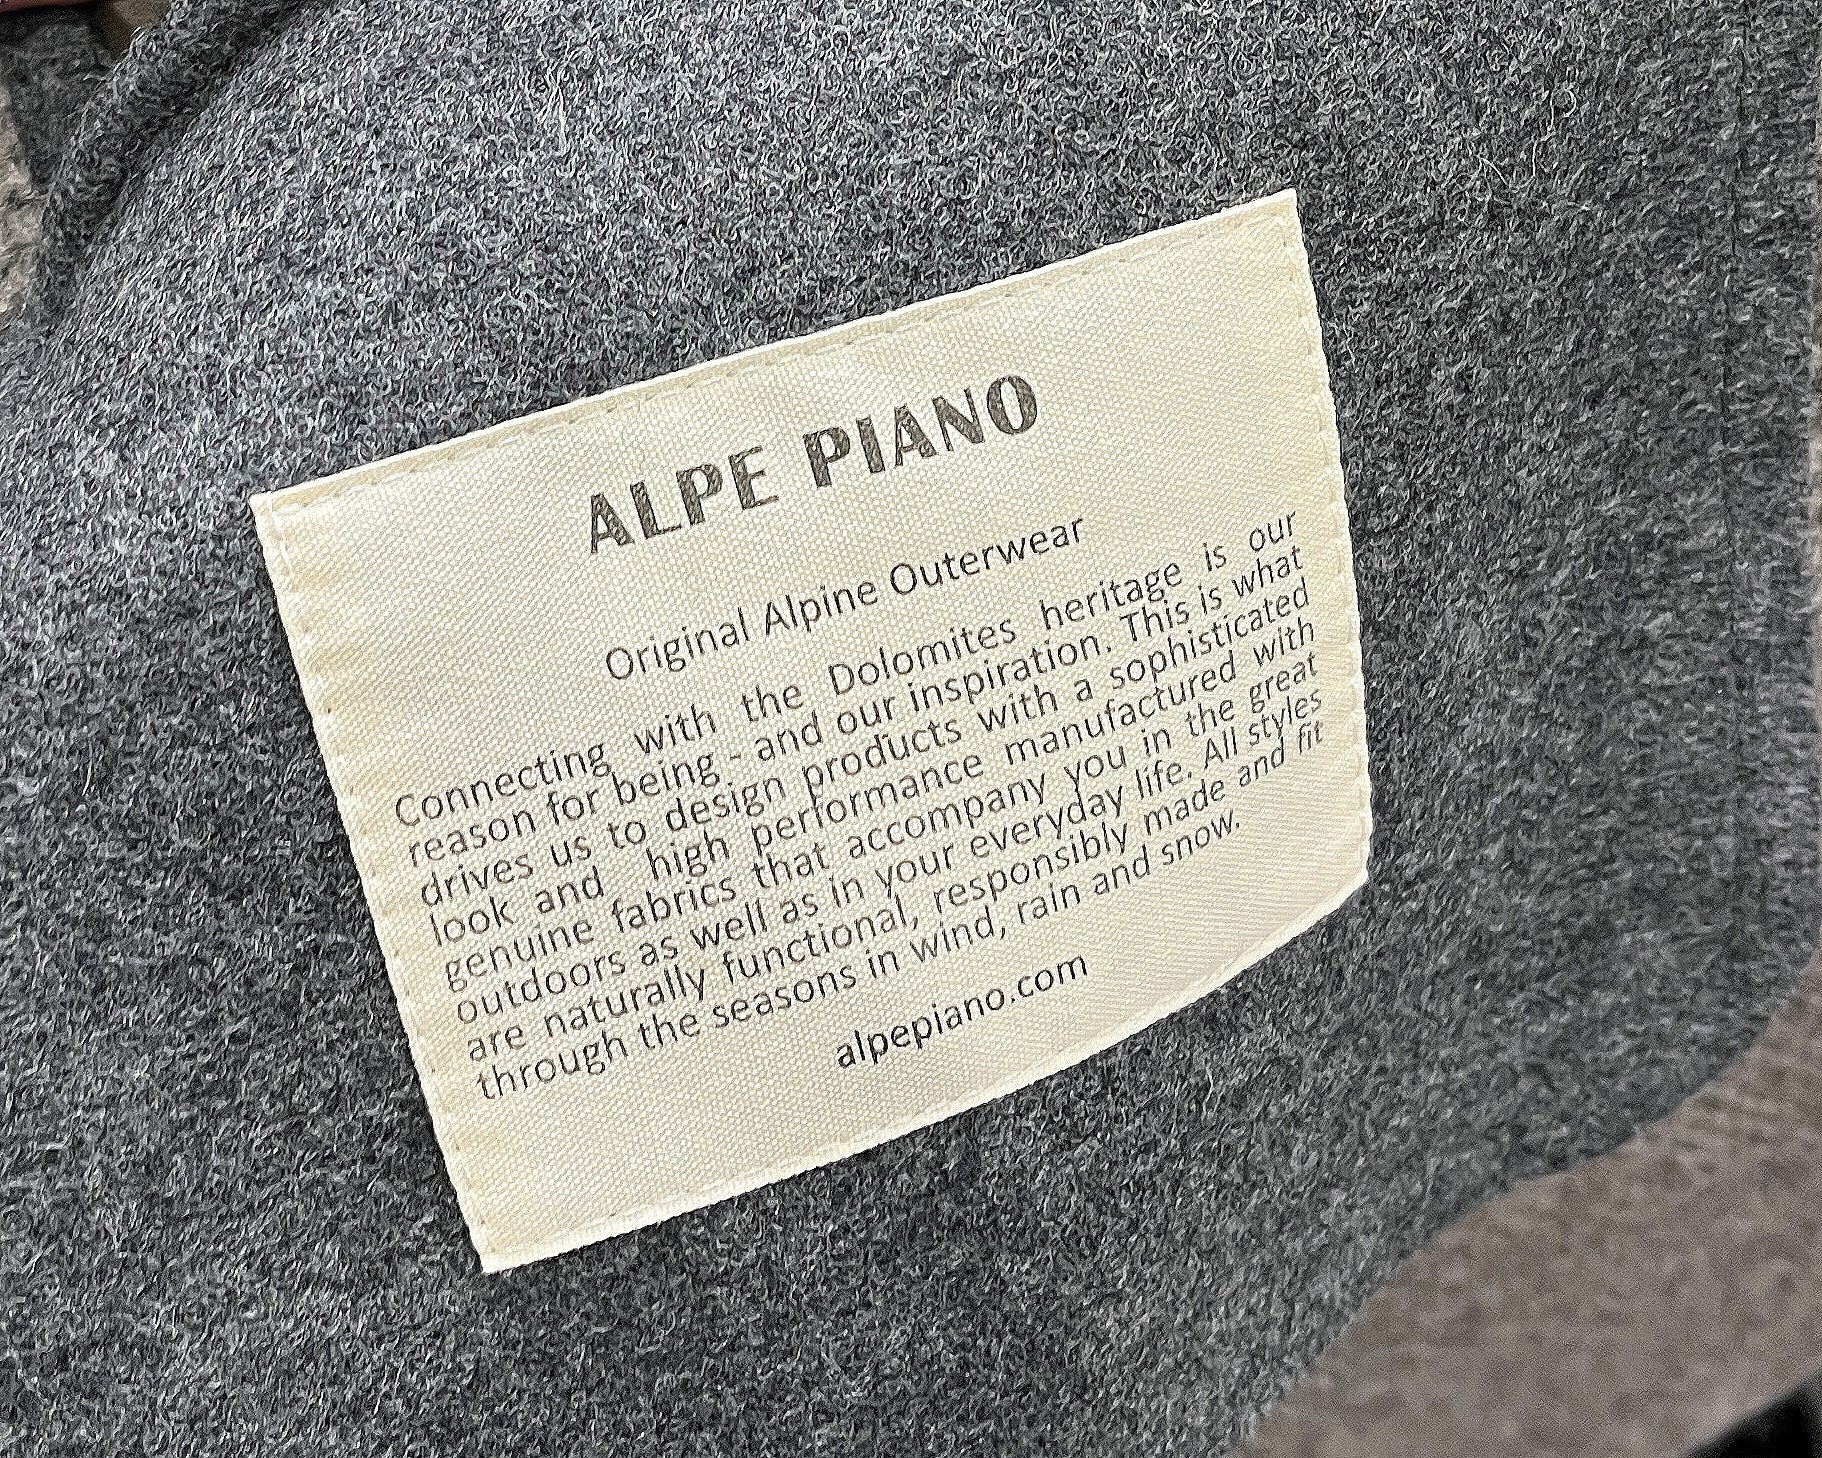 ALPE PIANO
Original Alpine Outerwear
Connecting with the Dolomites heritage is our
reason for being - and our inspiration. This is what
drives us to design products with a sophisticated
look and high performance manufactured with
genuine fabrics that accompany you in the great
outdoors as well as in your everyday life. All styles
are naturally functional, responsibly made and fit
through the seasons in wind, rain and snow.
alpepiano.com